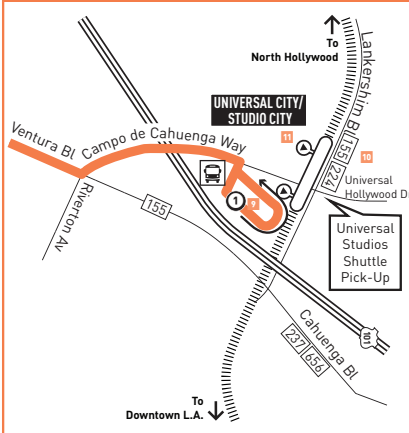 To
North Hollywood
Lankershim Bl
155
224
UNIVERSAL CITY/
STUDIO CITY
11
10
Ventura Bl
Campo de Cahuenga Way
Universal
Hollywood D
Riverton Av
155
1
9
Universal
Studios
Shuttle
Pick-Up
Cahuenga Bl
237
656
101
To
Downtown L.A.